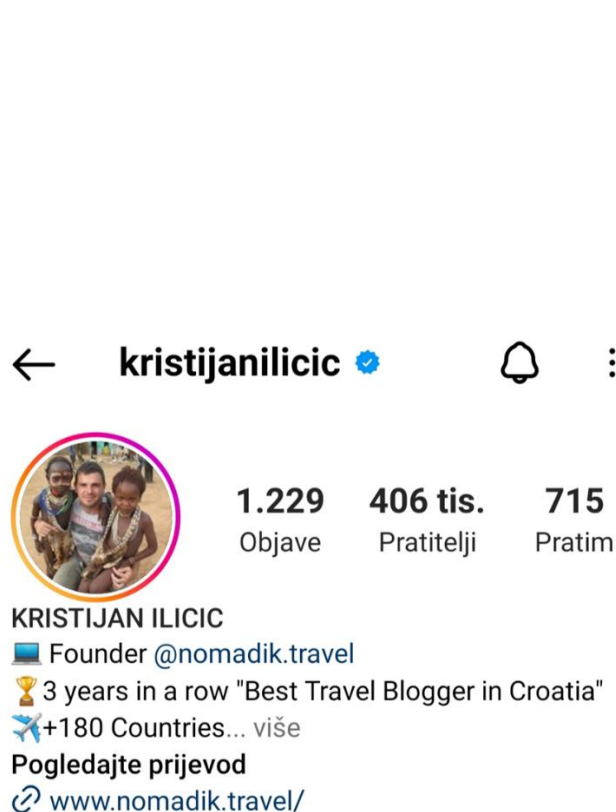 kristijanilicic
1.229 406 tis. 715
Objave Pratitelji Pratim
KRISTIJAN ILICIC
Founder @nomadik.travel
3 years in a row "Best Travel Blogger in Croatia"
+180 Countries... više
Pogledajte prijevod
www.nomadik.travel/